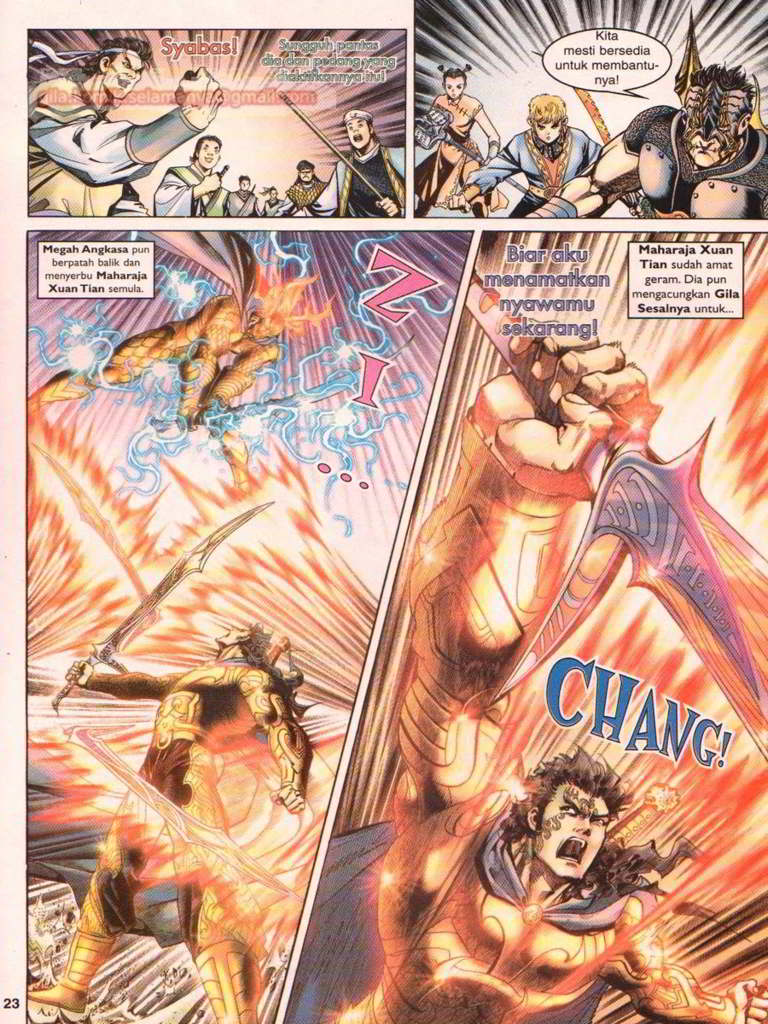 Syabas!
Sungguh pantas
dia dan pedang yang
diaktifkannya itu!
Kita
mesti bersedia
untuk membantu-
nya!
Megah Angkasa pun
berpatah balik dan
menyerbu Maharaja
Xuan Tian semula.
Z
I
...
Biar aku
menamatkan
nyawamu
sekarang!
Maharaja Xuan
Tian sudah amat
geram. Dia pun
mengacungkan Gila
Sesalnya untuk...
CHANG!
23